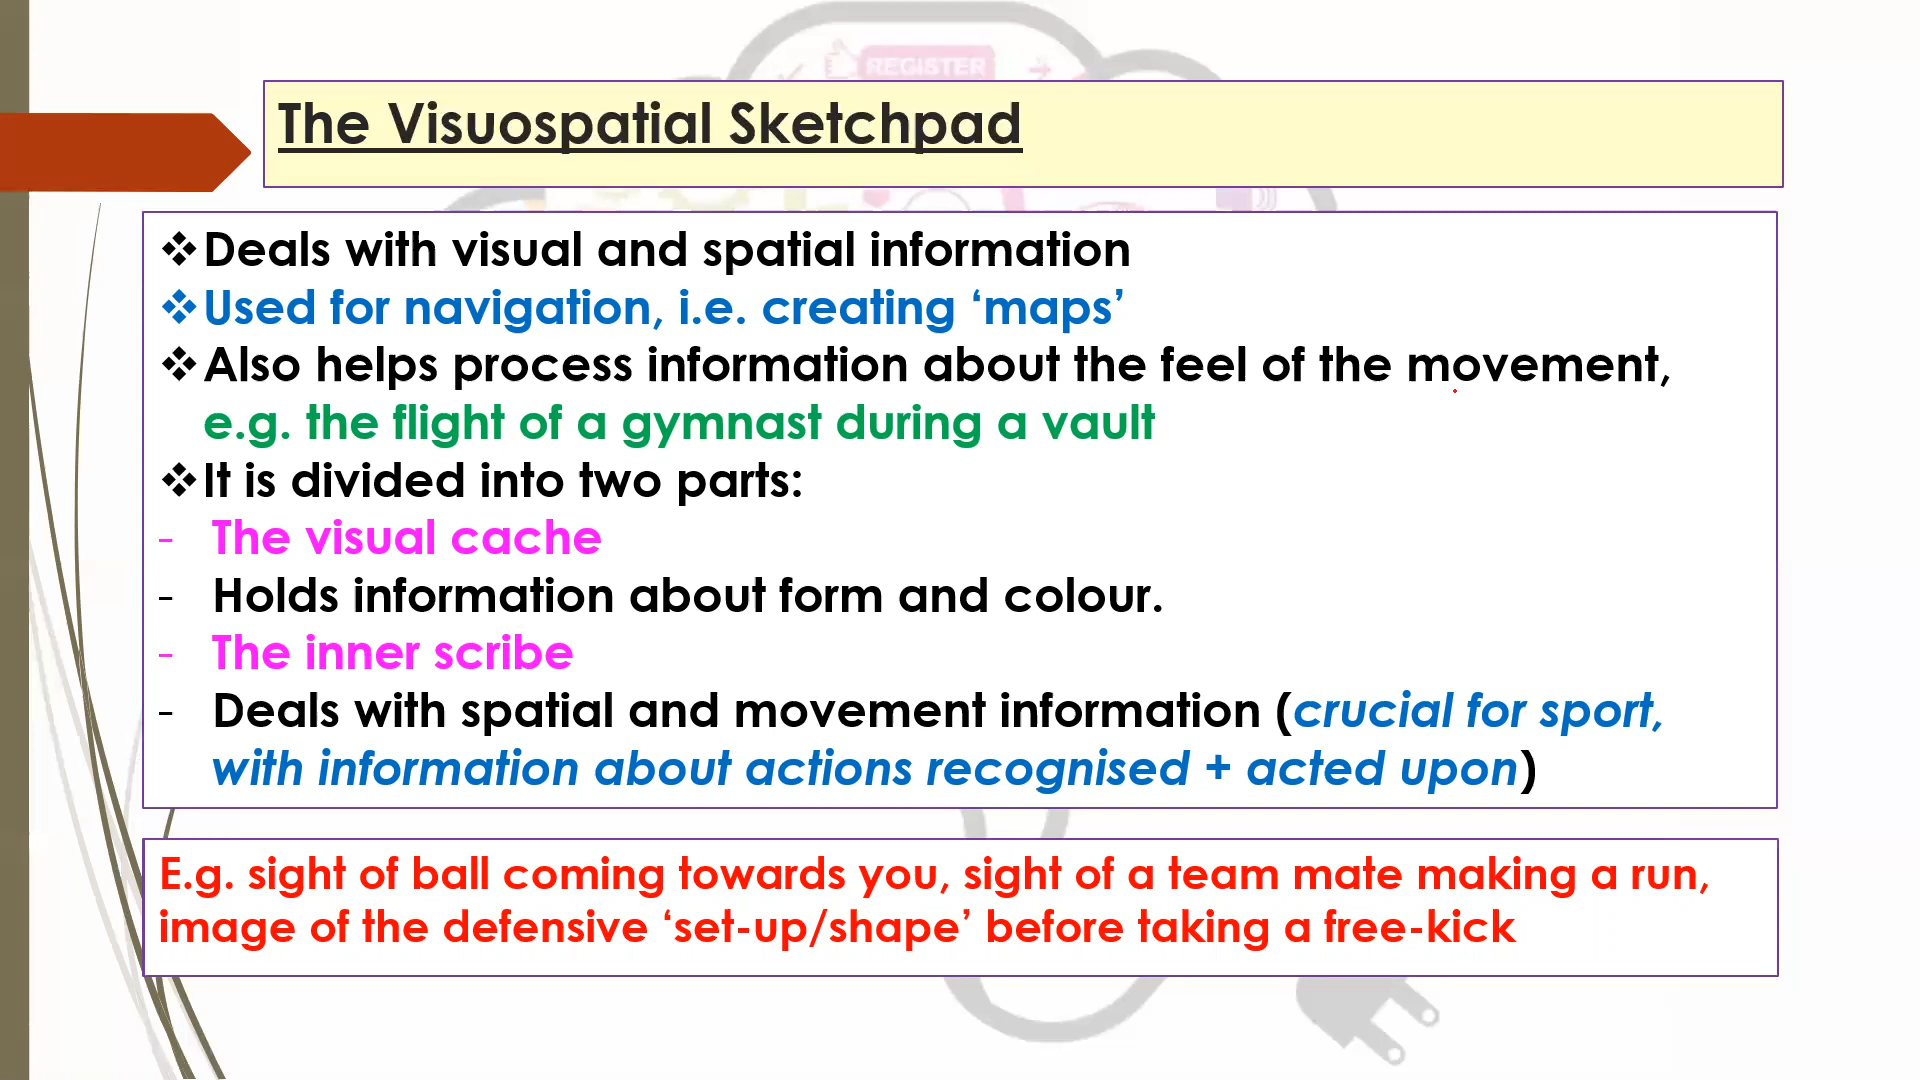 REGISTER
The Visuospatial Sketchpad
❖Deals with visual and spatial information
❖Used for navigation, i.e. creating ‘maps’
❖Also helps process information about the feel of the movement,
e.g. the flight of a gymnast during a vault
❖It is divided into two parts:
- The visual cache
- Holds information about form and colour.
- The inner scribe
- Deals with spatial and movement information (crucial for sport,
with information about actions recognised + acted upon)
E.g. sight of ball coming towards you, sight of a team mate making a run,
image of the defensive ‘set-up/shape’ before taking a free-kick